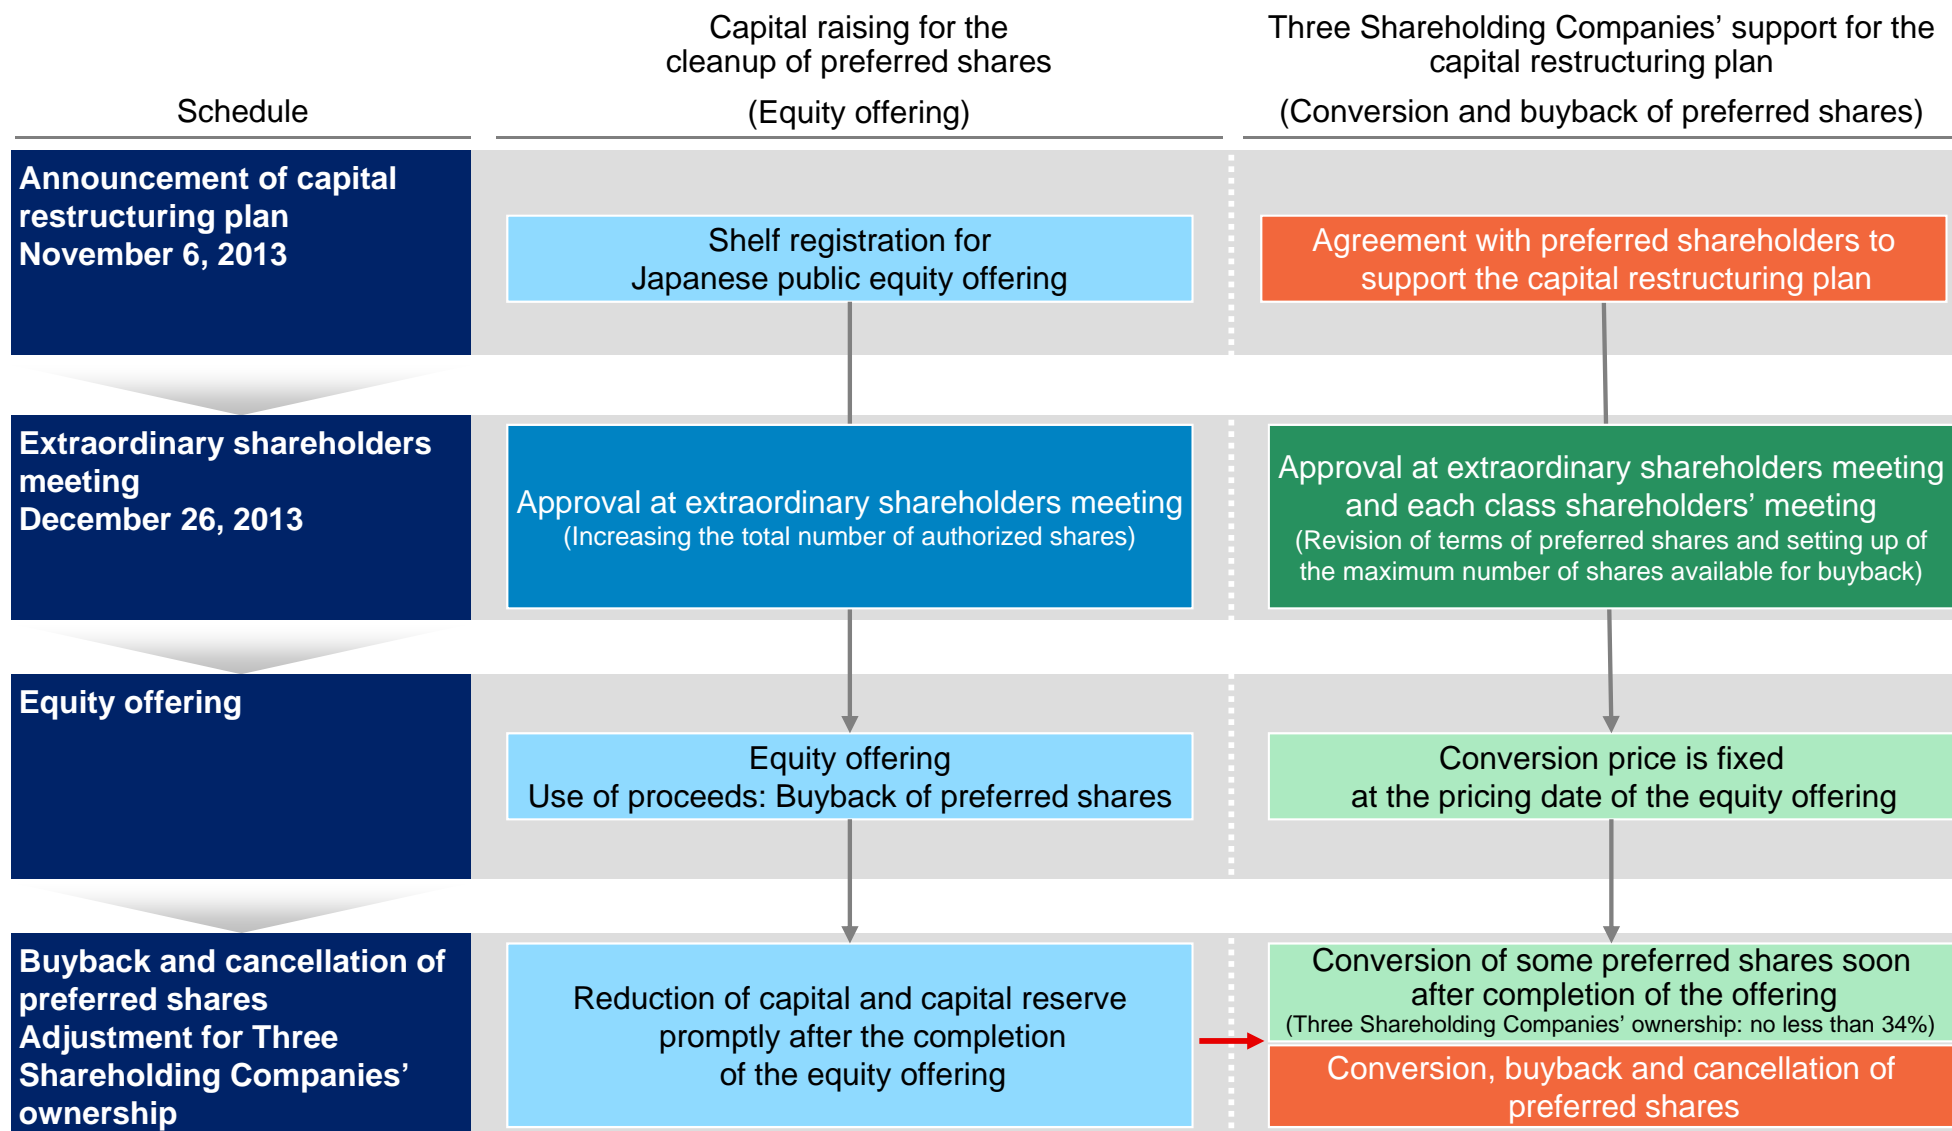 Schedule
Capital raising for the
cleanup of preferred shares
(Equity offering)
Three Shareholding Companies’ support for the
capital restructuring plan
(Conversion and buyback of preferred shares)
Announcement of capital
restructuring plan
November 6, 2013
Shelf registration for
Japanese public equity offering
Agreement with preferred shareholders to
support the capital restructuring plan
Extraordinary shareholders
meeting
December 26, 2013
Approval at extraordinary shareholders meeting
(Increasing the total number of authorized shares)
Approval at extraordinary shareholders meeting
and each class shareholders’ meeting
(Revision of terms of preferred shares and setting up of
the maximum number of shares available for buyback)
Equity offering
Equity offering
Use of proceeds: Buyback of preferred shares
Conversion price is fixed
at the pricing date of the equity offering
Buyback and cancellation of
preferred shares
Adjustment for Three
Shareholding Companies’
ownership
Reduction of capital and capital reserve
promptly after the completion
of the equity offering
Conversion of some preferred shares soon
after completion of the offering
(Three Shareholding Companies’ ownership: no less than 34%)
Conversion, buyback and cancellation of
preferred shares